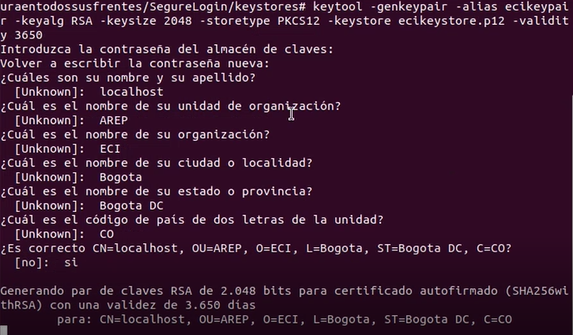 uraentodossusfrentes/SegureLogin/keystores# keytool -genkeypair -alias ecikeypai
r -keyalg RSA -keysize 2048 -storetype PKCS12 -keystore ecikeystore.p12 -validit
y 3650
Introduzca la contraseña del almacén de claves:
Volver a escribir la contraseña nueva:
¿Cuáles son su nombre y su apellido?
[Unknown]:  localhost
¿Cuál es el nombre de su unidad de organización?
[Unknown]:  AREP
¿Cuál es el nombre de su organización?
[Unknown]:  ECI
¿Cuál es el nombre de su ciudad o localidad?
[Unknown]:  Bogota
¿Cuál es el nombre de su estado o provincia?
[Unknown]:  Bogota DC
¿Cuál es el código de país de dos letras de la unidad?
[Unknown]:  CO
¿Es correcto CN=localhost, OU=AREP, O=ECI, L=Bogota, ST=Bogota DC, C=CO?
[no]:  si
Generando par de claves RSA de 2.048 bits para certificado autofirmado (SHA256wi
thRSA) con una validez de 3.650 días
para: CN=localhost, OU=AREP, O=ECI, L=Bogota, ST=Bogota DC, C=CO